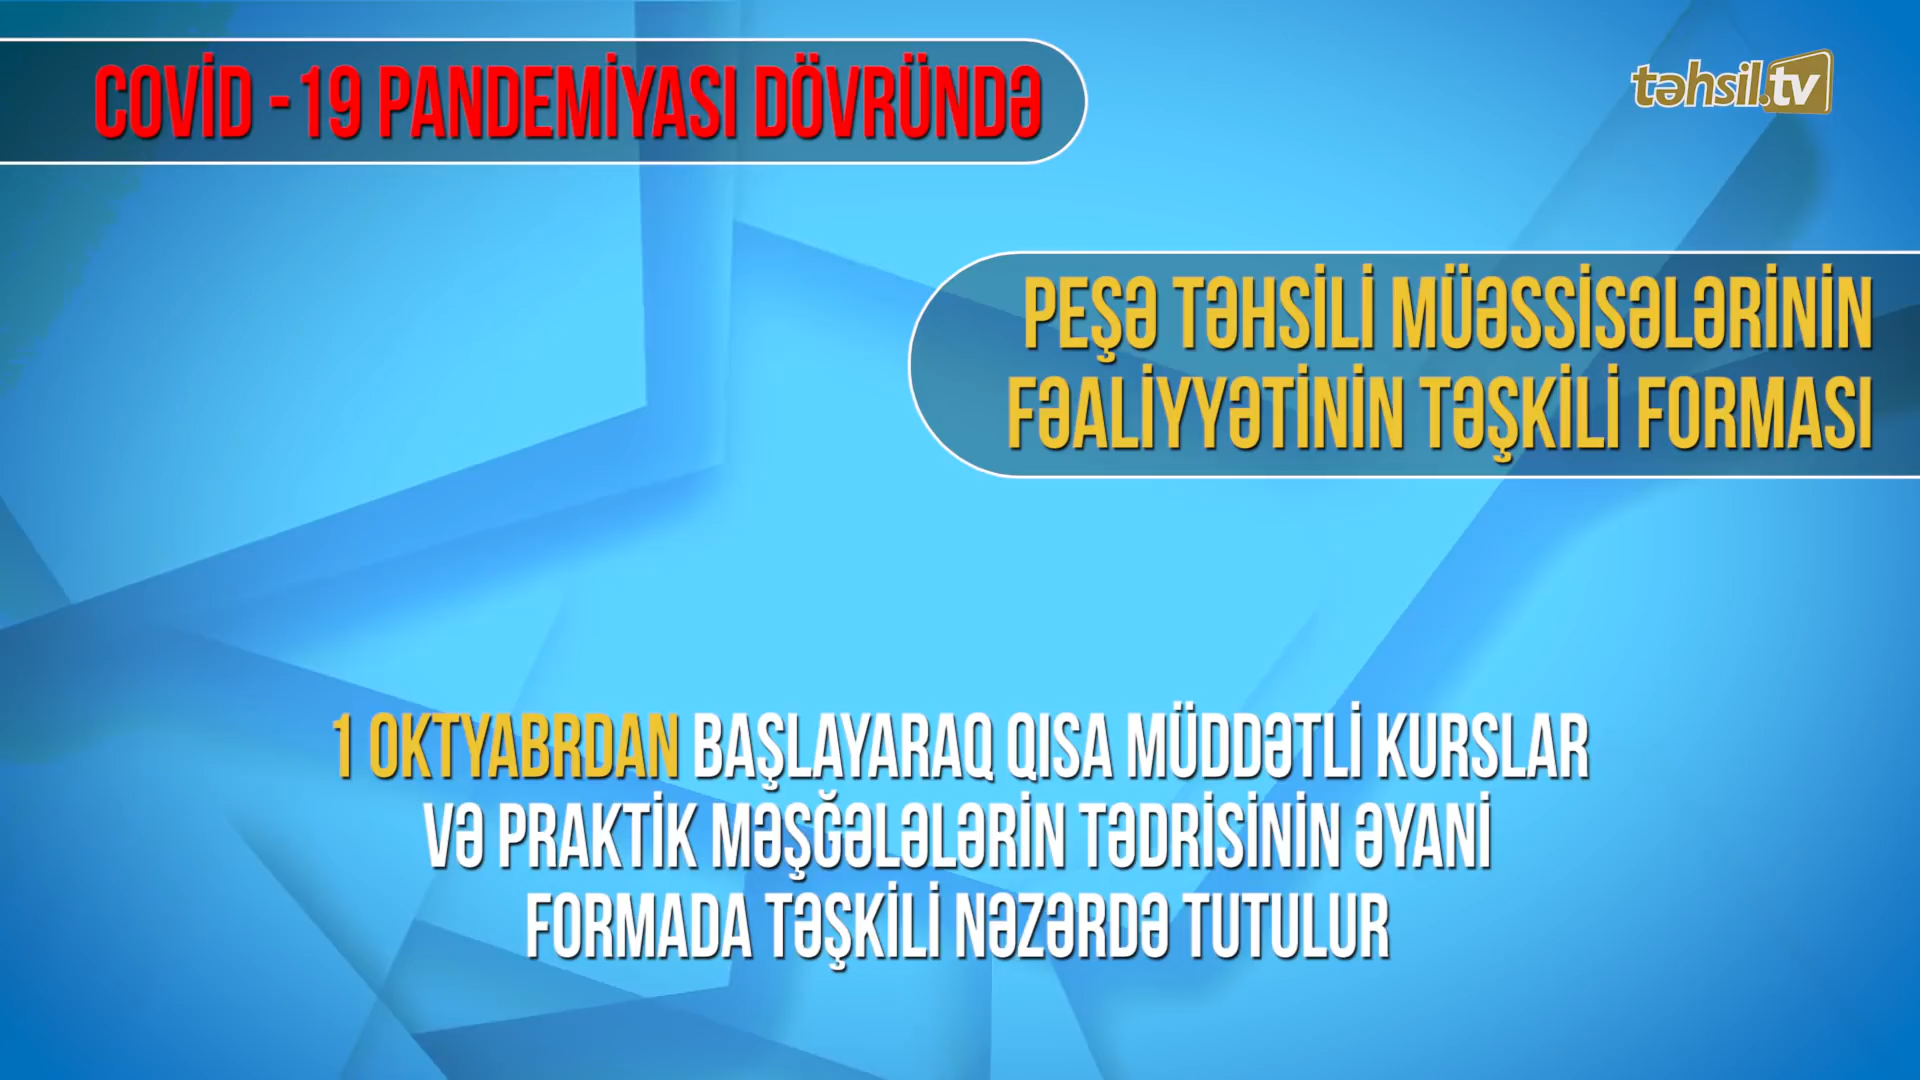 COVİD -19 PANDEMİYASI DÖVRÜNDƏ
təhsil.tv
PEŞƏ TƏHSİLİ MÜƏSSİSƏLƏRİNİN
FƏALİYYƏTİNİN TƏŞKİLİ FORMASI
1 OKTYABRDAN BAŞLAYARAQ QISA MÜDDƏTLİ KURSLAR
VƏ PRAKTİK MƏŞĞƏLƏLƏRİN TƏDRİSİNİN ƏYANİ
FORMADA TƏŞKİLİ NƏZƏRDƏ TUTULUR